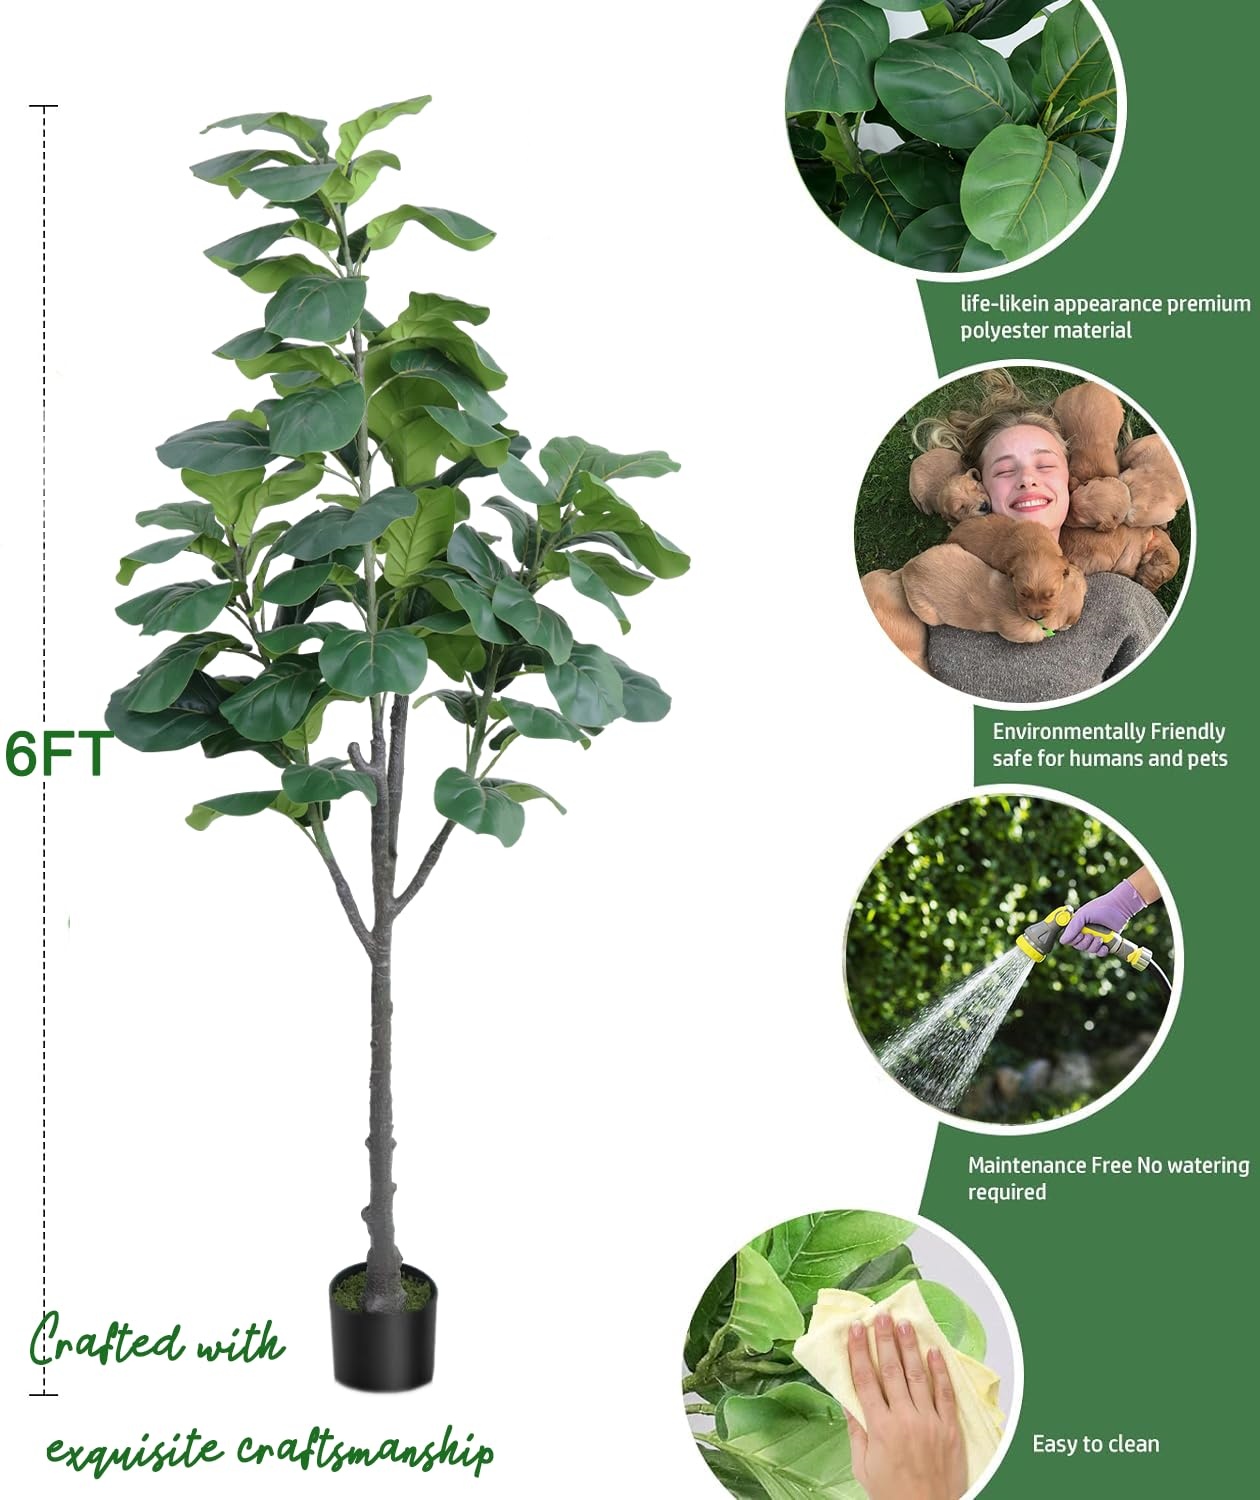 life-likein appearance premium
polyester material
Environmentally Friendly
safe for humans and pets
6FT
Maintenance Free No watering
required
Crafted with
exquisite craftsmanship
Easy to clean